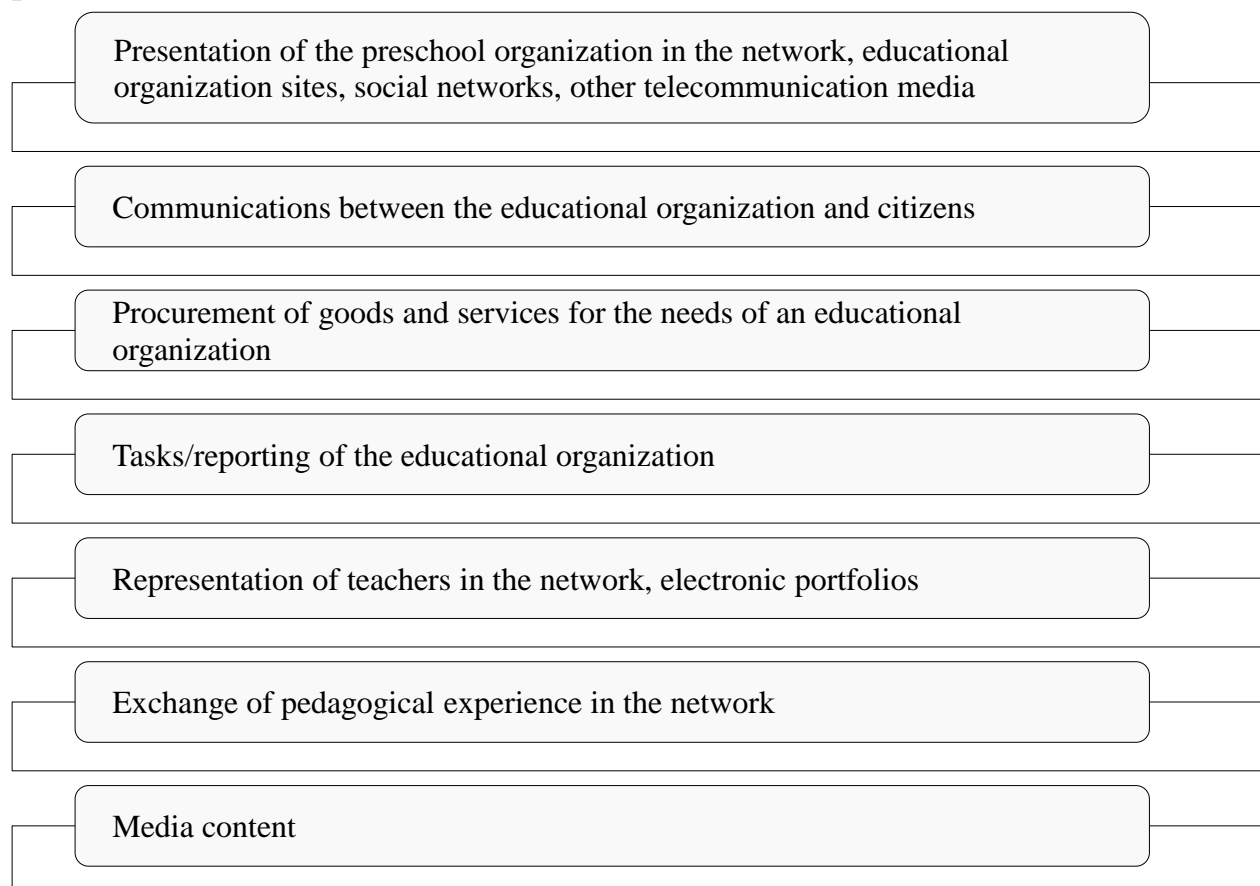 Presentation of the preschool organization in the network, educational
organization sites, social networks, other telecommunication media
Communications between the educational organization and citizens
Procurement of goods and services for the needs of an educational
organization
Tasks/reporting of the educational organization
Representation of teachers in the network, electronic portfolios
Exchange of pedagogical experience in the network
Media content